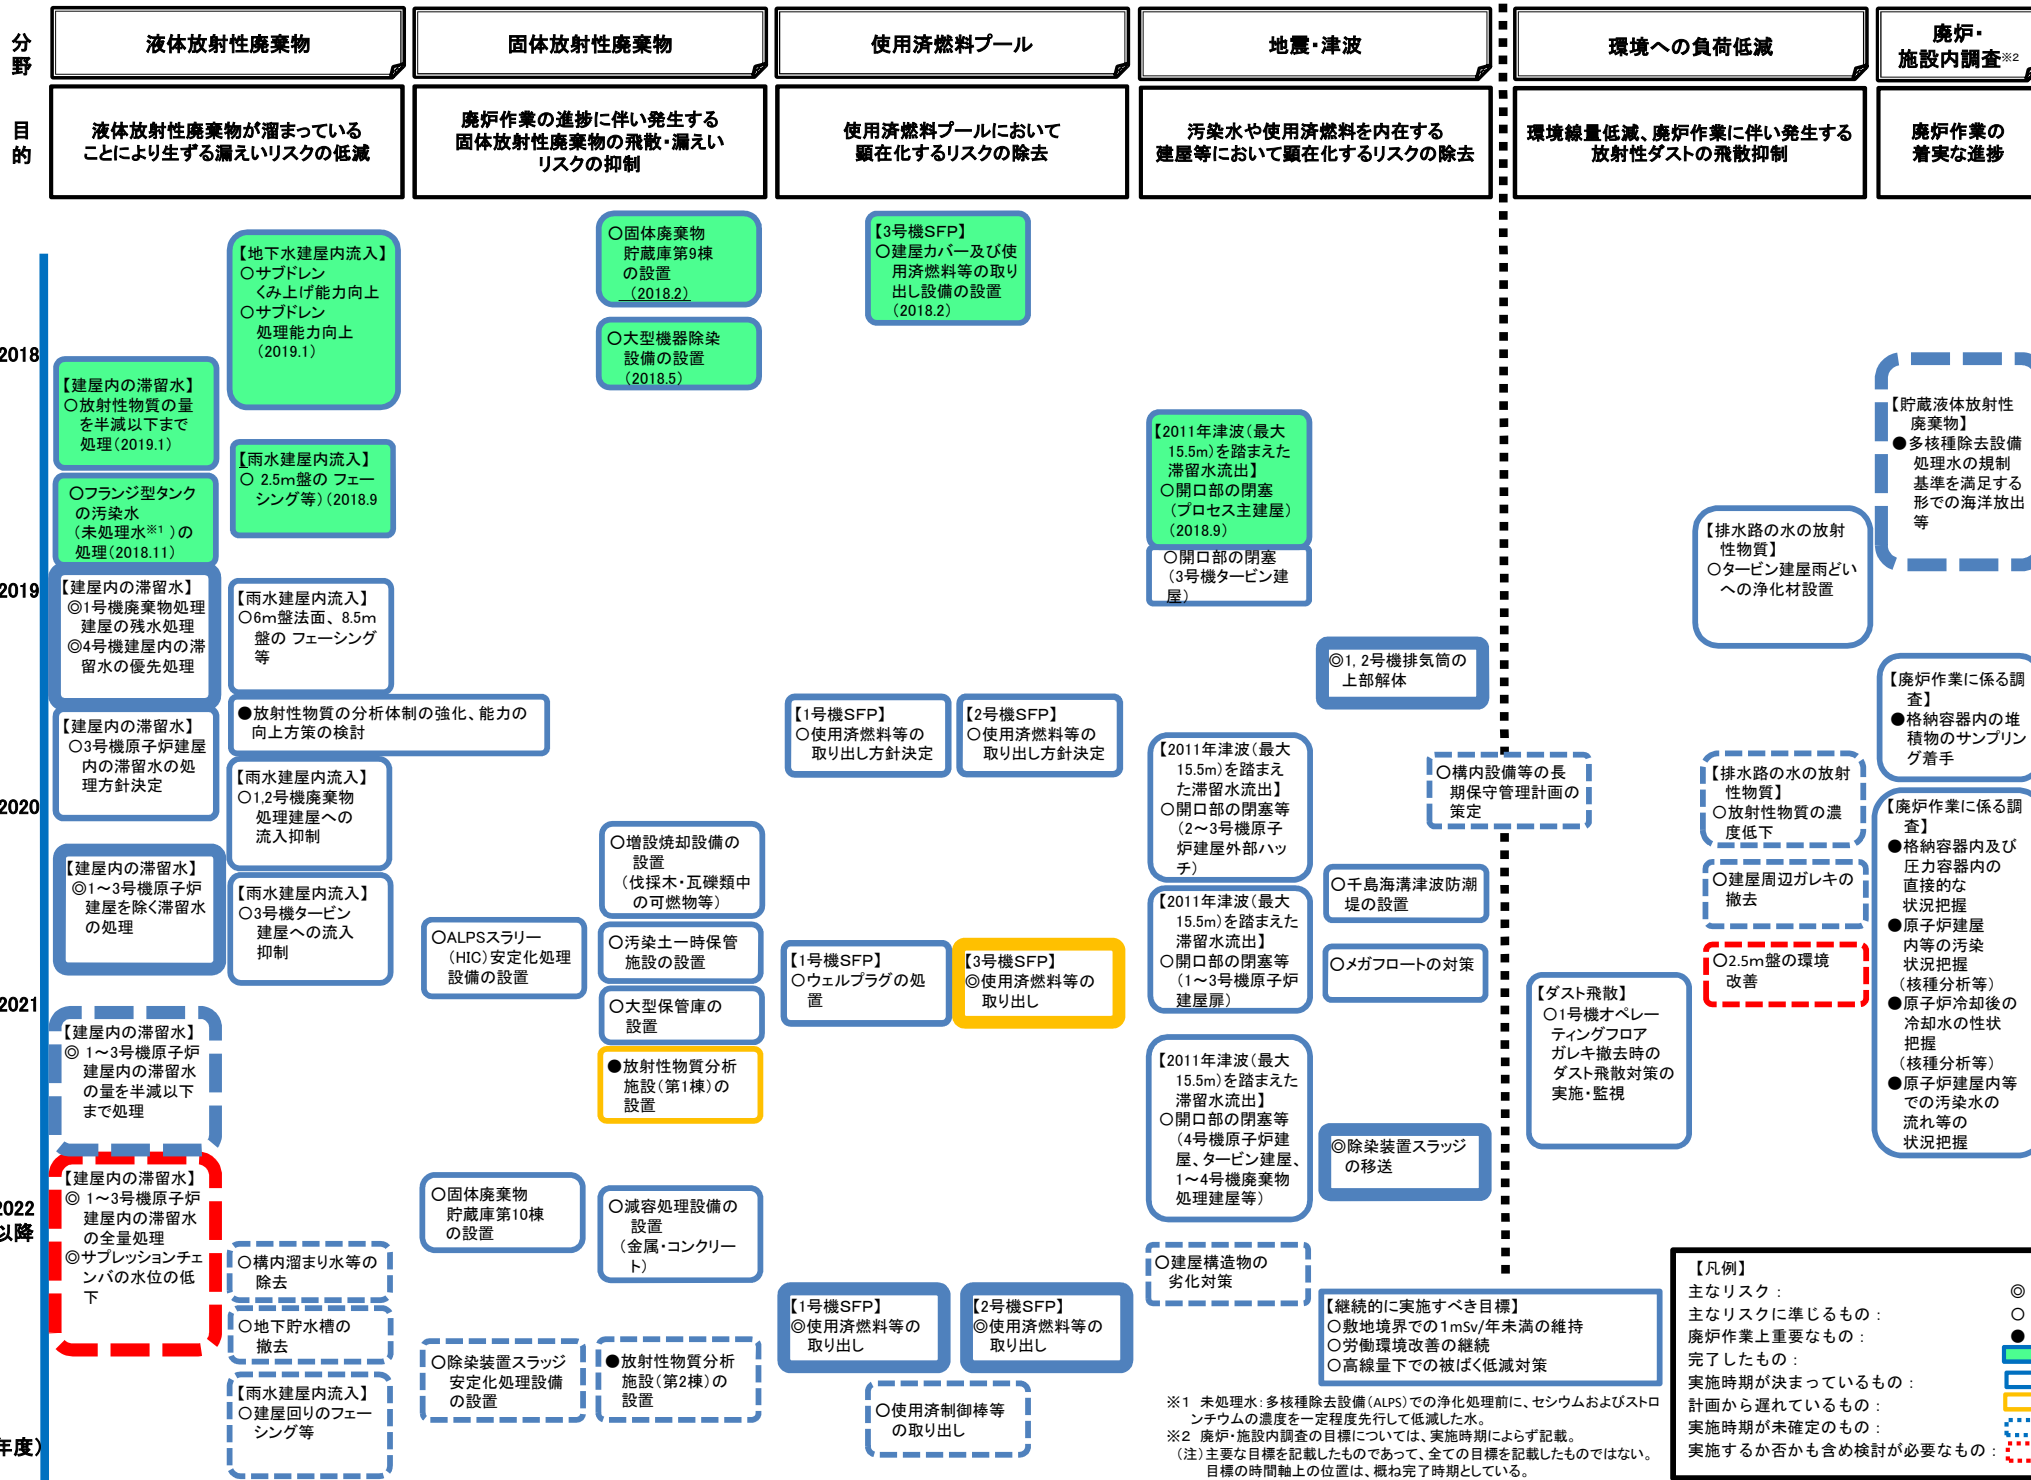 分野
液体放射性廃棄物
固体放射性廃棄物
使用済燃料プール
地震・津波
環境への負荷低減
廃炉・
施設内調査※2
目的
液体放射性廃棄物が溜まっている
ことにより生ずる漏えいリスクの低減
廃炉作業の進捗に伴い発生する
固体放射性廃棄物の飛散・漏えい
リスクの抑制
使用済燃料プールにおいて
顕在化するリスクの除去
汚染水や使用済燃料を内在する
建屋等において顕在化するリスクの除去
環境線量低減、廃炉作業に伴い発生する
放射性ダストの飛散抑制
廃炉作業の
着実な進捗
2018
2019
2020
2021
2022
以降
年度)
【地下水建屋内流入】
○サブドレン
くみ上げ能力向上
○サブドレン
処理能力向上
(2019.1)
【建屋内の滞留水】
○放射性物質の量
を半減以下まで
処理(2019.1)
【雨水建屋内流入】
○ 2.5m盤の フェー
シング等)(2018.9
○フランジ型タンク
の汚染水
(未処理水※1 )の
処理(2018.11)
【建屋内の滞留水】
◎1号機廃棄物処理
建屋の残水処理
◎4号機建屋内の滞
留水の優先処理
【雨水建屋内流入】
○6m盤法面、8.5m
盤の フェーシング
等
●放射性物質の分析体制の強化、能力の
向上方策の検討
【建屋内の滞留水】
○3号機原子炉建屋
内の滞留水の処
理方針決定
【雨水建屋内流入】
○1,2号機廃棄物
処理建屋への
流入抑制
【建屋内の滞留水】
◎1～3号機原子炉
建屋を除く滞留水
の処理
【雨水建屋内流入】
○3号機タービン
建屋への流入
抑制
【建屋内の滞留水】
◎ 1～3号機原子炉
建屋内の滞留水
の量を半減以下
まで処理
【建屋内の滞留水】
◎ 1～3号機原子炉
建屋内の滞留水
の全量処理
◎サプレッションチェ
ンバの水位の低
下
○構内溜まり水等の
除去
○地下貯水槽の
撤去
【雨水建屋内流入】
○建屋回りのフェー
シング等
○固体廃棄物
貯蔵庫第9棟
の設置
(2018.2)
○大型機器除染
設備の設置
(2018.5)
○増設焼却設備の
設置
(伐採木・瓦礫類中
の可燃物等)
○ALPSスラリー
(HIC)安定化処理
設備の設置
○汚染土一時保管
施設の設置
○大型保管庫の
設置
●放射性物質分析
施設(第1棟)の
設置
○固体廃棄物
貯蔵庫第10棟
の設置
○減容処理設備の
設置
(金属・コンクリー
ト)
○除染装置スラッジ
安定化処理設備
の設置
●放射性物質分析
施設(第2棟)の
設置
【3号機SFP】
○建屋カバー及び使
用済燃料等の取り
出し設備の設置
(2018.2)
【1号機SFP】
○使用済燃料等の
取り出し方針決定
【2号機SFP】
○使用済燃料等の
取り出し方針決定
【1号機SFP】
○ウェルプラグの処
置
【3号機SFP】
◎使用済燃料等の
取り出し
【1号機SFP】
◎使用済燃料等の
取り出し
【2号機SFP】
◎使用済燃料等の
取り出し
○使用済制御棒等
の取り出し
【2011年津波(最大
15.5m)を踏まえた
滞留水流出】
○開口部の閉塞
(プロセス主建屋)
(2018.9)
○開口部の閉塞
(3号機タービン建
屋)
◎1, 2号機排気筒の
上部解体
【2011年津波(最大
15.5m)を踏まえ
た滞留水流出】
○開口部の閉塞等
(2～3号機原子
炉建屋外部ハッ
チ)
○構内設備等の長
期保守管理計画の
策定
【2011年津波(最大
15.5m)を踏まえた
滞留水流出】
○開口部の閉塞等
(1～3号機原子炉
建屋扉)
○千島海溝津波防潮
堤の設置
○メガフロートの対策
【2011年津波(最大
15.5m)を踏まえた
滞留水流出】
○開口部の閉塞等
(4号機原子炉建
屋、タービン建屋、
1～4号機廃棄物
処理建屋等)
◎除染装置スラッジ
の移送
○建屋構造物の
劣化対策
【継続的に実施すべき目標】
○敷地境界での1mSv/年未満の維持
○労働環境改善の継続
○高線量下での被ばく低減対策
【排水路の水の放射
性物質】
○タービン建屋雨どい
への浄化材設置
【排水路の水の放射
性物質】
○放射性物質の濃
度低下
○建屋周辺ガレキの
撤去
○2.5m盤の環境
改善
【ダスト飛散】
○1号機オペレー
ティングフロア
ガレキ撤去時の
ダスト飛散対策の
実施・監視
【貯蔵液体放射性
廃棄物】
●多核種除去設備
処理水の規制
基準を満足する
形での海洋放出
等
【廃炉作業に係る調
査】
●格納容器内の堆
積物のサンプリン
グ着手
【廃炉作業に係る調
査】
●格納容器内及び
圧力容器内の
直接的な
状況把握
●原子炉建屋
内等の汚染
状況把握
(核種分析等)
●原子炉冷却後の
冷却水の性状
把握
(核種分析等)
●原子炉建屋内等
での汚染水の
流れ等の
状況把握
【凡例】
主なリスク： ◎
主なリスクに準じるもの： ○
廃炉作業上重要なもの： ●
完了したもの：
実施時期が決まっているもの：
計画から遅れているもの：
実施時期が未確定のもの：
実施するか否かも含め検討が必要なもの：
※1 未処理水：多核種除去設備(ALPS)での浄化処理前に、セシウムおよびストロ
ンチウムの濃度を一定程度先行して低減した水。
※2 廃炉・施設内調査の目標については、実施時期によらず記載。
(注)主要な目標を記載したものであって、全ての目標を記載したものではない。
目標の時間軸上の位置は、概ね完了時期としている。